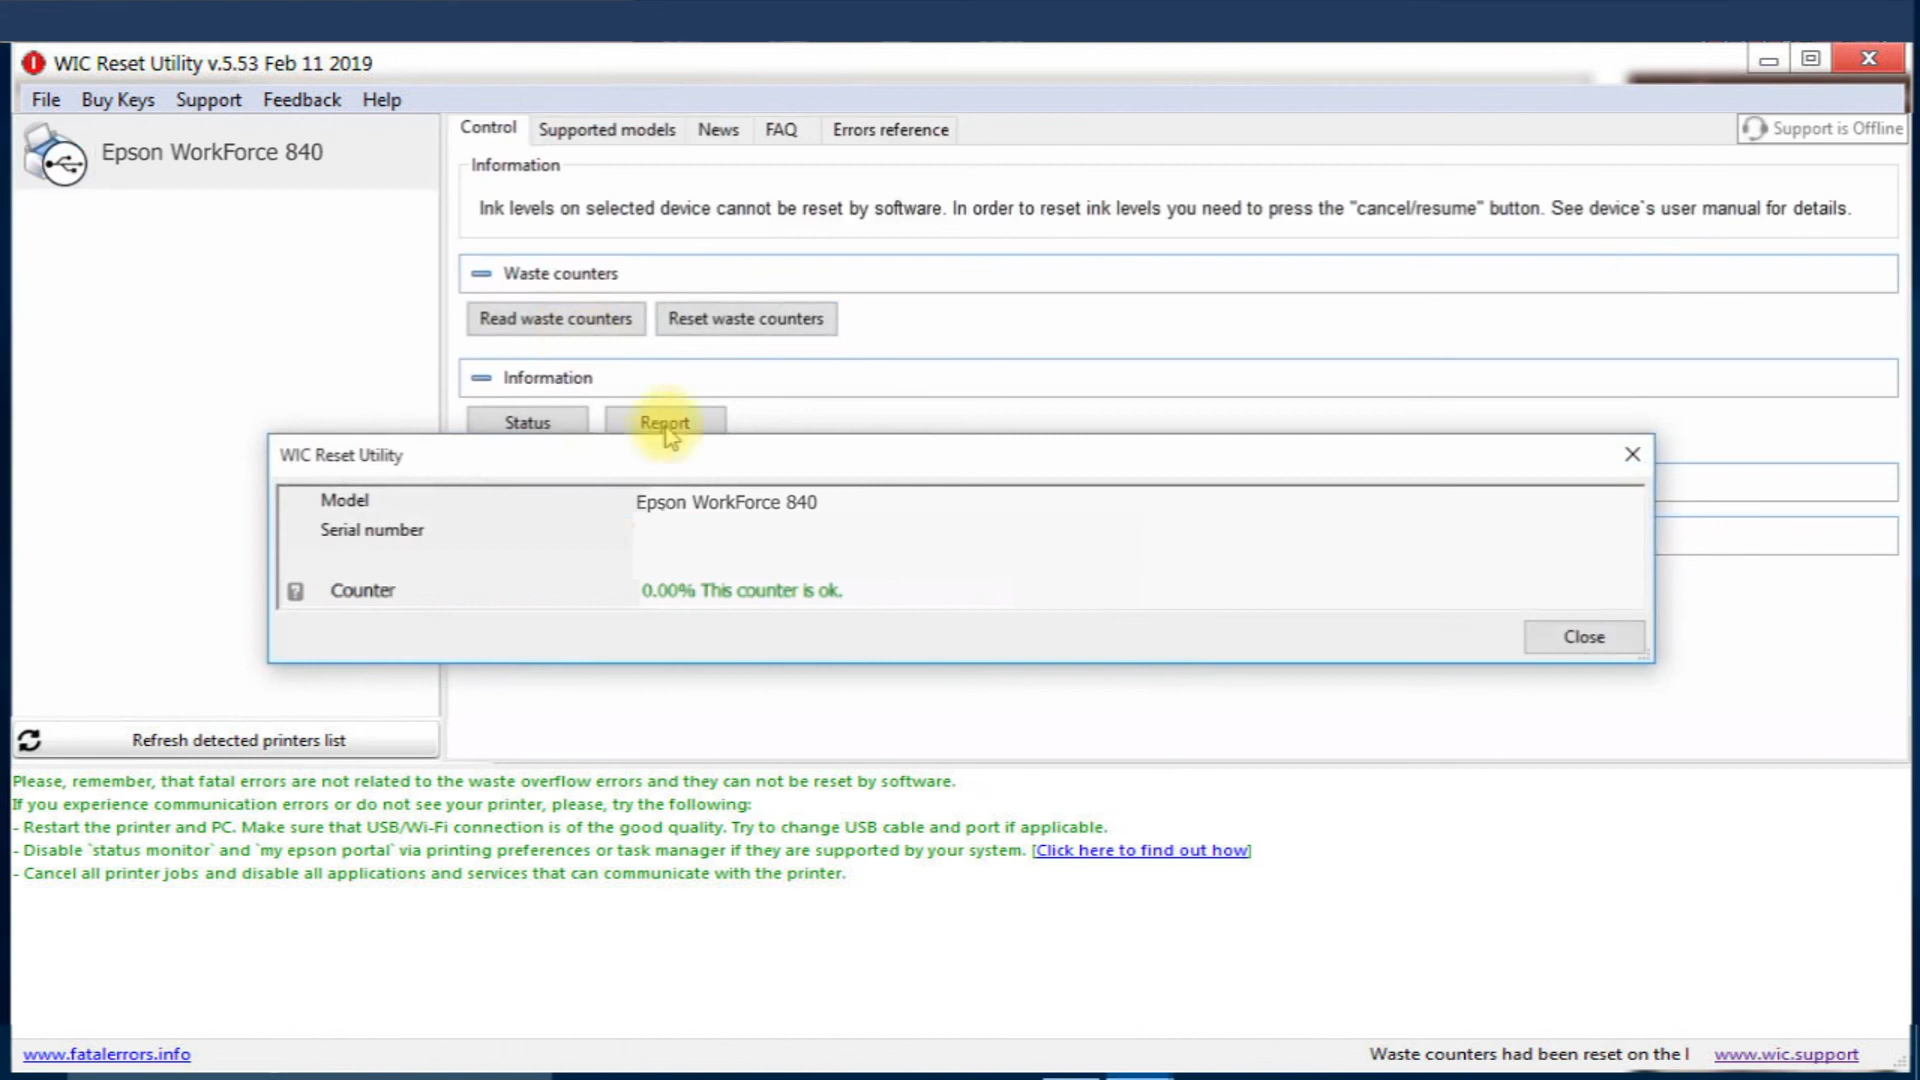 WIC Reset Utility v.5.53 Feb 11 2019
File Buy Keys Support Feedback Help
Epson WorkForce 840
Control Supported models News FAQ Errors reference
Support is Offline
Information
Ink levels on selected device cannot be reset by software. In order to reset ink levels you need to press the "cancel/resume" button. See device`s user manual for details.
Waste counters
Read waste counters Reset waste counters
Information
Status Report
WIC Reset Utility
Model Epson WorkForce 840
Serial number
Counter 0.00% This counter is ok.
Close
Refresh detected printers list
Please, remember, that fatal errors are not related to the waste overflow errors and they can not be reset by software.
If you experience communication errors or do not see your printer, please, try the following:
- Restart the printer and PC. Make sure that USB/Wi-Fi connection is of the good quality. Try to change USB cable and port if applicable.
- Disable `status monitor` and `my epson portal` via printing preferences or task manager if they are supported by your system. [Click here to find out how]
- Cancel all printer jobs and disable all applications and services that can communicate with the printer.
www.fatalerrors.info
Waste counters had been reset on the l www.wic.support